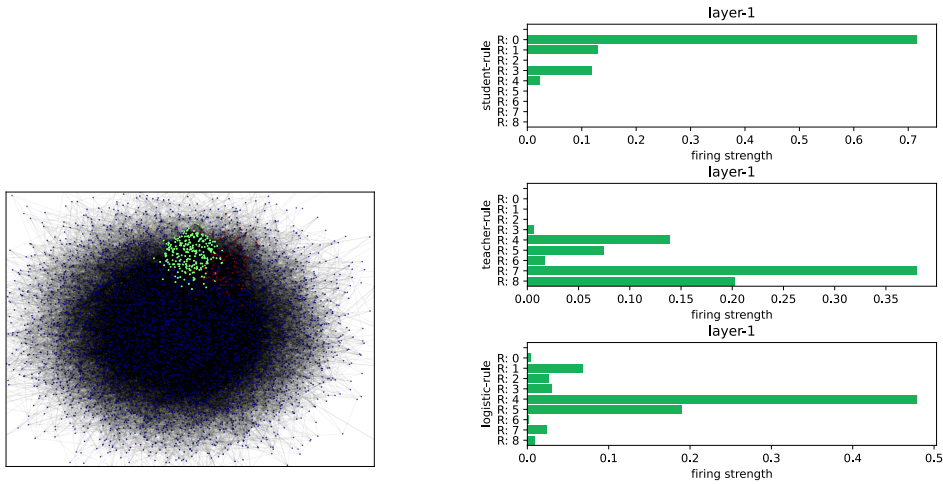 layer-1
student-rule
R: 0
R: 1
R: 2
R: 3
R: 4
R: 5
R: 6
R: 7
R: 8
0.0 0.1 0.2 0.3 0.4 0.5 0.6 0.7
firing strength
layer-1
teacher-rule
R: 0
R: 1
R: 2
R: 3
R: 4
R: 5
R: 6
R: 7
R: 8
0.00 0.05 0.10 0.15 0.20 0.25 0.30 0.35
firing strength
layer-1
logistic-rule
R: 0
R: 1
R: 2
R: 3
R: 4
R: 5
R: 6
R: 7
R: 8
0.0 0.1 0.2 0.3 0.4 0.5
firing strength